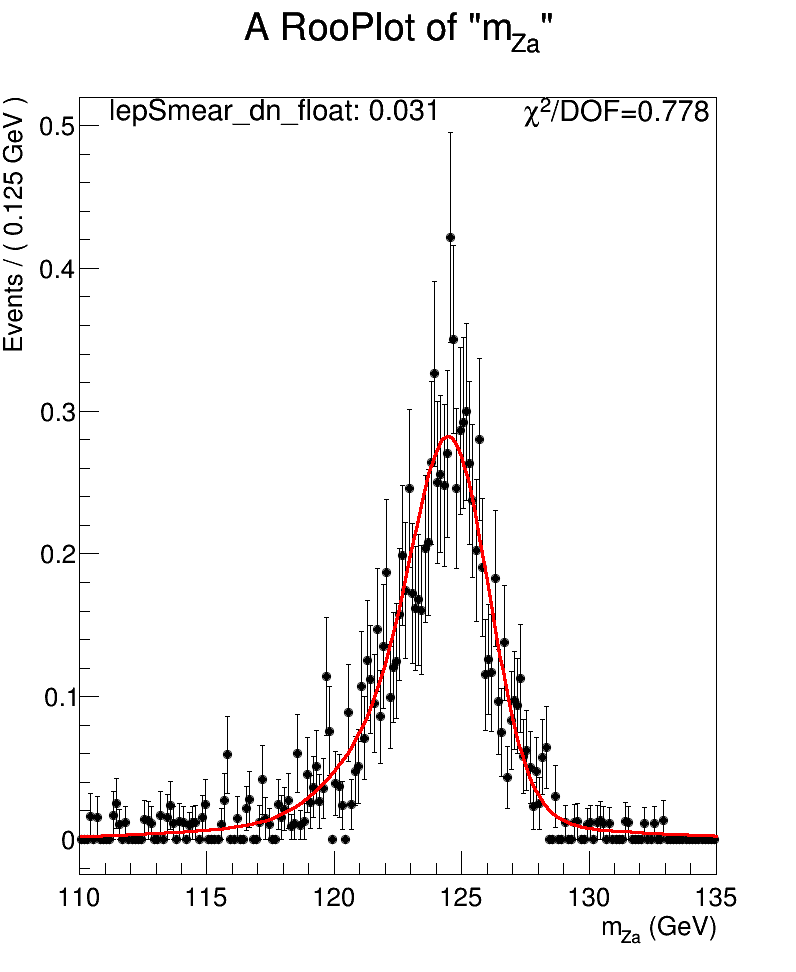 A RooPlot of "m_Za"
lepSmear_dn_float: 0.031
χ²/DOF=0.778
Events / ( 0.125 GeV )
0.5
0.4
0.3
0.2
0.1
0
110 115 120 125 130 135
m_Za (GeV)